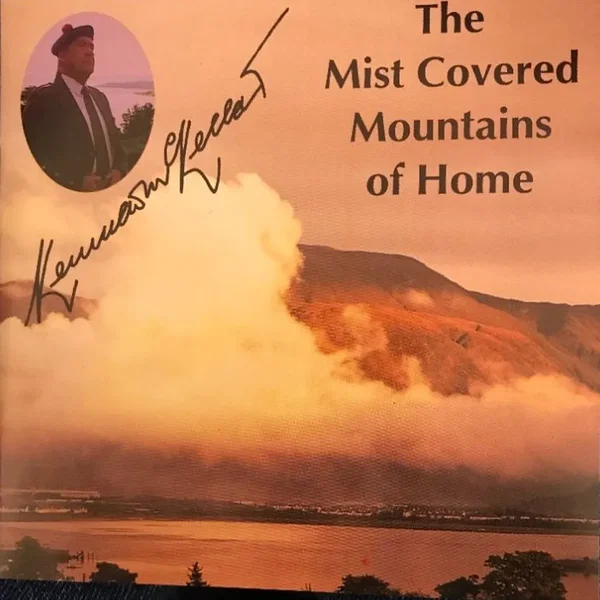 The
Mist Covered
Mountains
of Home